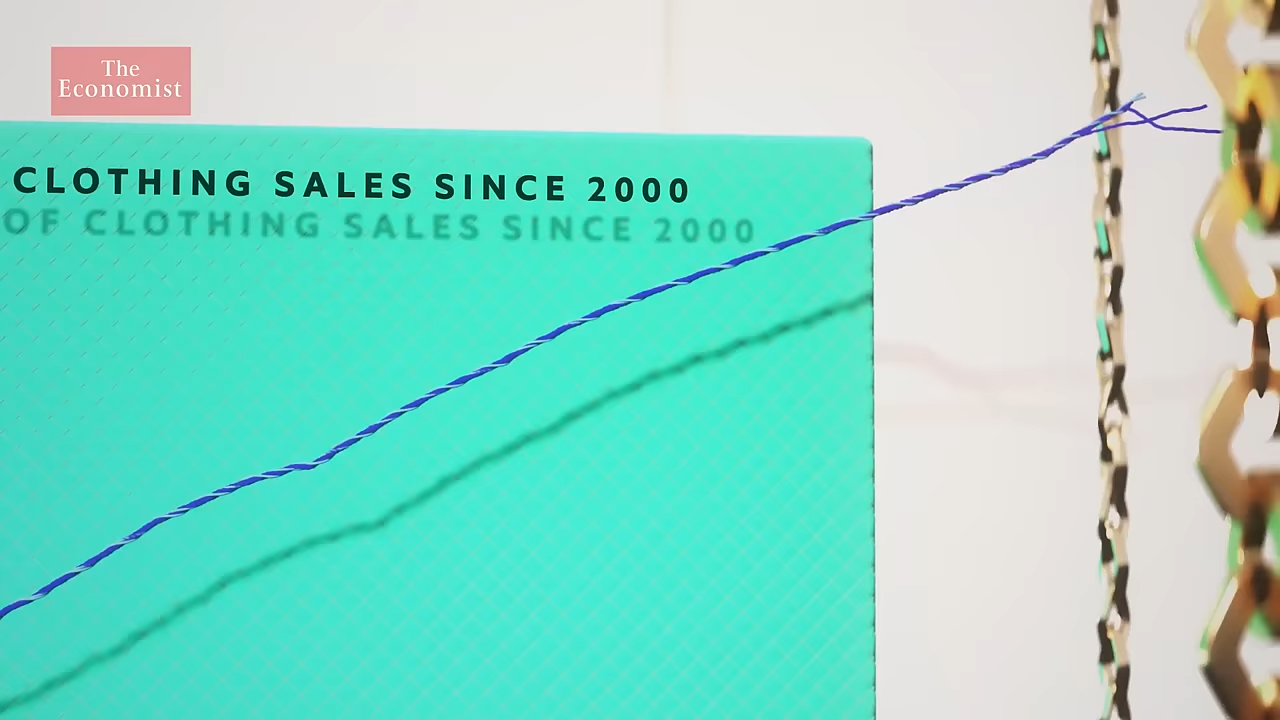 The
Economist
CLOTHING SALES SINCE 2000
OF CLOTHING SALES SINCE 2000